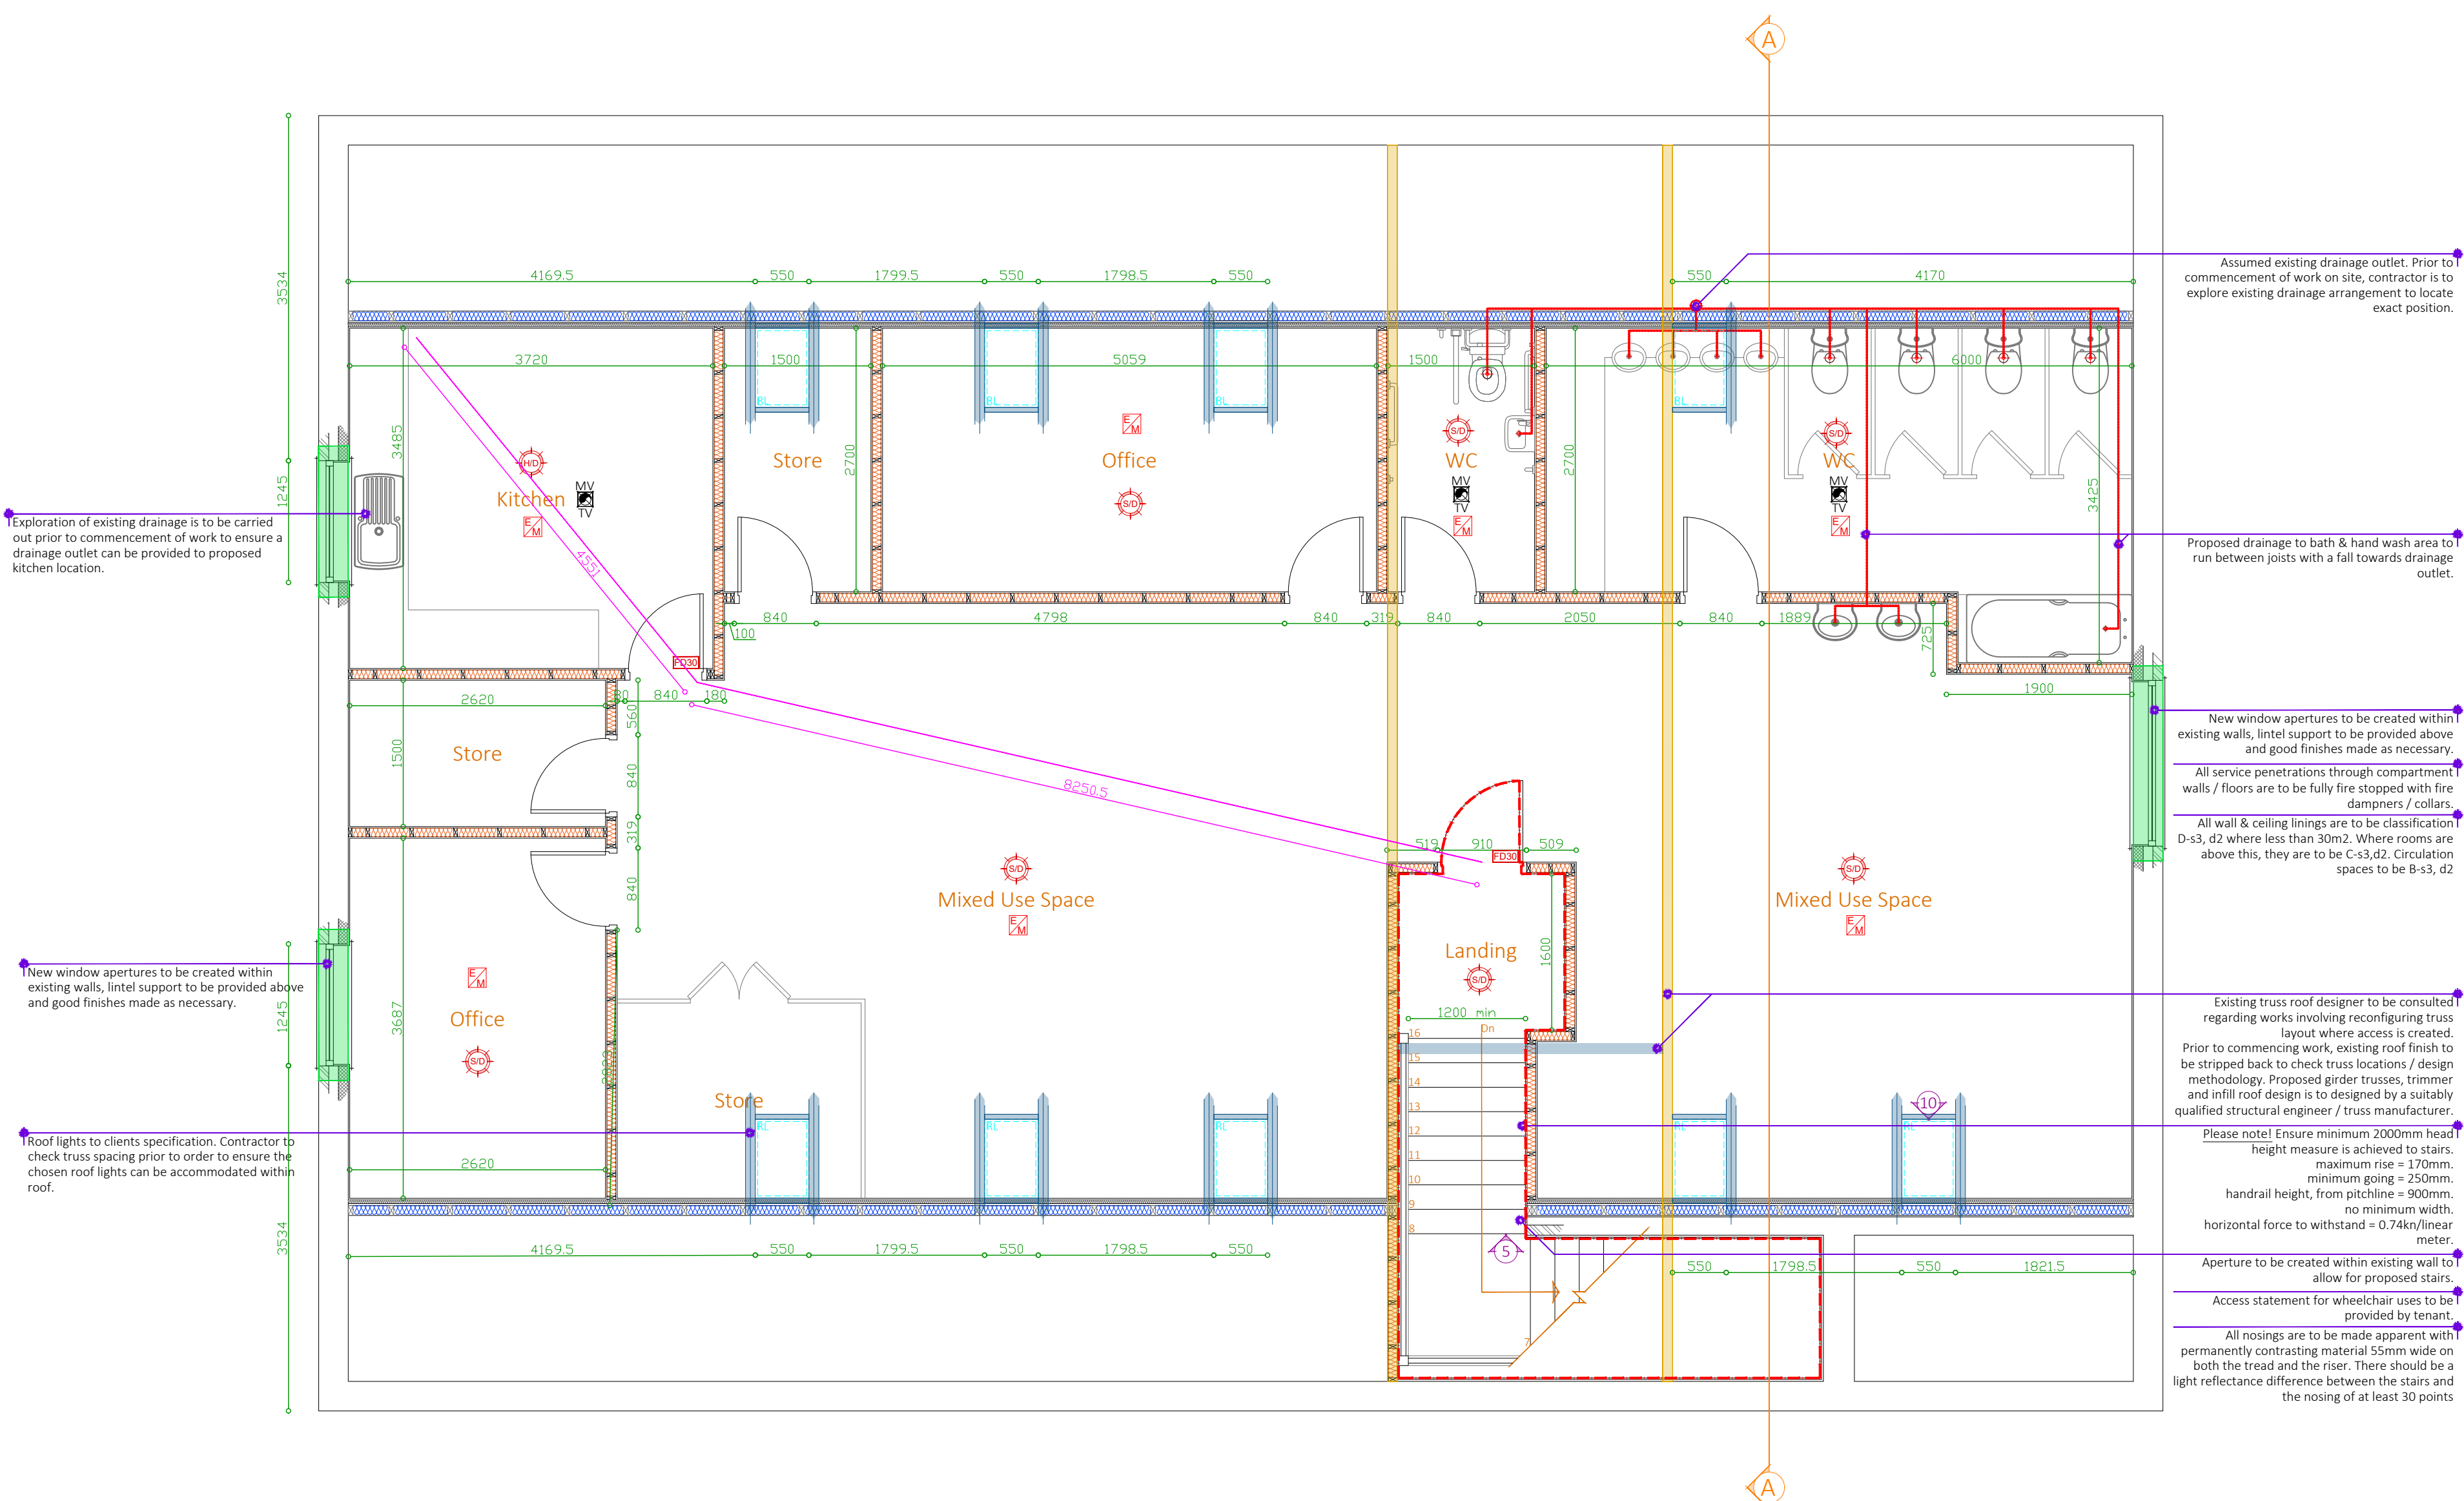 A
Assumed existing drainage outlet. Prior to
commencement of work on site, contractor is to
explore existing drainage arrangement to locate
exact position.
3534
4169.5
550
1799.5
550
1798.5
550
550
4170
3720
1500
5059
1500
6000
RL
RL
RL
RL
3485
2700
2700
3425
1245
H/D
Kitchen
MV
TV
E
M
Store
E
M
Office
S/D
S/D
WC
MV
TV
E
M
S/D
WC
MV
TV
E
M
Exploration of existing drainage is to be carried
out prior to commencement of work to ensure a
drainage outlet can be provided to proposed
kitchen location.
Proposed drainage to bath & hand wash area to
run between joists with a fall towards drainage
outlet.
4551
100
840
4798
840
319
840
2050
840
1889
725
1900
FD30
2620
80
840
180
560
1500
Store
840
319
840
8250.5
519
910
509
FD30
New window apertures to be created within
existing walls, lintel support to be provided above
and good finishes made as necessary.
All service penetrations through compartment
walls / floors are to be fully fire stopped with fire
dampners / collars.
All wall & ceiling linings are to be classification
D-s3, d2 where less than 30m2. Where rooms are
above this, they are to be C-s3,d2. Circulation
spaces to be B-s3, d2
S/D
Mixed Use Space
E
M
S/D
Mixed Use Space
E
M
Landing
S/D
1600
1200 min
Dn
New window apertures to be created within
existing walls, lintel support to be provided above
and good finishes made as necessary.
1245
E
M
Office
S/D
3687
2620
Store
Existing truss roof designer to be consulted
regarding works involving reconfiguring truss
layout where access is created.
Prior to commencing work, existing roof finish to
be stripped back to check truss locations / design
methodology. Proposed girder trusses, trimmer
and infill roof design is to designed by a suitably
qualified structural engineer / truss manufacturer.
Please note! Ensure minimum 2000mm head
height measure is achieved to stairs.
maximum rise = 170mm.
minimum going = 250mm.
handrail height, from pitchline = 900mm.
no minimum width.
horizontal force to withstand = 0.74kn/linear
meter.
Aperture to be created within existing wall to
allow for proposed stairs.
Access statement for wheelchair uses to be
provided by tenant.
All nosings are to be made apparent with
permanently contrasting material 55mm wide on
both the tread and the riser. There should be a
light reflectance difference between the stairs and
the nosing of at least 30 points
Roof lights to clients specification. Contractor to
check truss spacing prior to order to ensure the
chosen roof lights can be accommodated within
roof.
16
15
14
13
12
11
10
9
8
7
RL
RL
RL
RL
RL
10
5
3534
4169.5
550
1799.5
550
1798.5
550
550
1798.5
550
1821.5
A